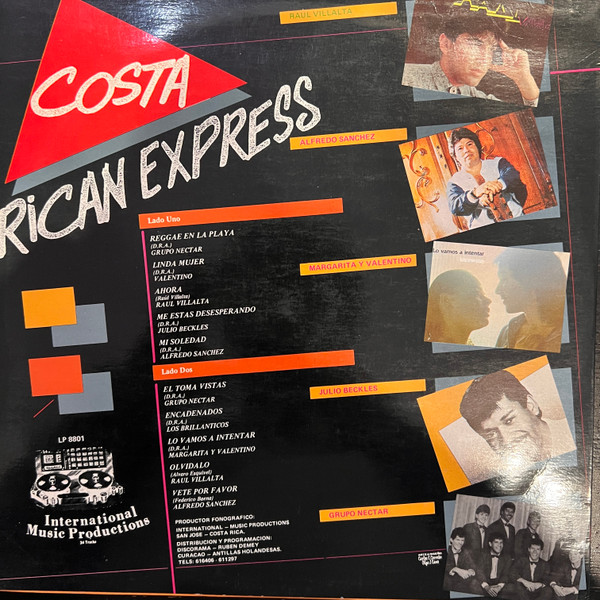 COSTA
RICAN EXPRESS
RAUL VILLALTA
ALFREDO SANCHEZ
MARGARITA Y VALENTINO
Lo vamos a intentar
JULIO BECKLES
GRUPO NECTAR
Lado Uno
REGGAE EN LA PLAYA
(D.R.A.)
GRUPO NECTAR
LINDA MUJER
(D.R.A.)
VALENTINO
AHORA
(Raúl Villalta)
RAUL VILLALTA
ME ESTAS DESESPERANDO
(D.R.A.)
JULIO BECKLES
MI SOLEDAD
(D.R.A.)
ALFREDO SANCHEZ
Lado Dos
EL TOMA VISTAS
(D.R.A.)
GRUPO NECTAR
ENCADENADOS
(D.R.A.)
LOS BRILLANTICOS
LO VAMOS A INTENTAR
(D.R.A.)
MARGARITA Y VALENTINO
OLVIDALO
(Alvaro Esquivel)
RAUL VILLALTA
VETE POR FAVOR
(Federico Baena)
ALFREDO SANCHEZ
LP 8801
International
Music Productions
24 Tracks
PRODUCTOR FONOGRAFICO:
INTERNATIONAL - MUSIC PRODUCTIONS
SAN JOSE - COSTA RICA.
DISTRIBUCION Y PROGRAMACION:
DISCORAMA - RUBEN DEMEY
CURACAO - ANTILLAS HOLANDESAS.
TELS: 616406 - 611397